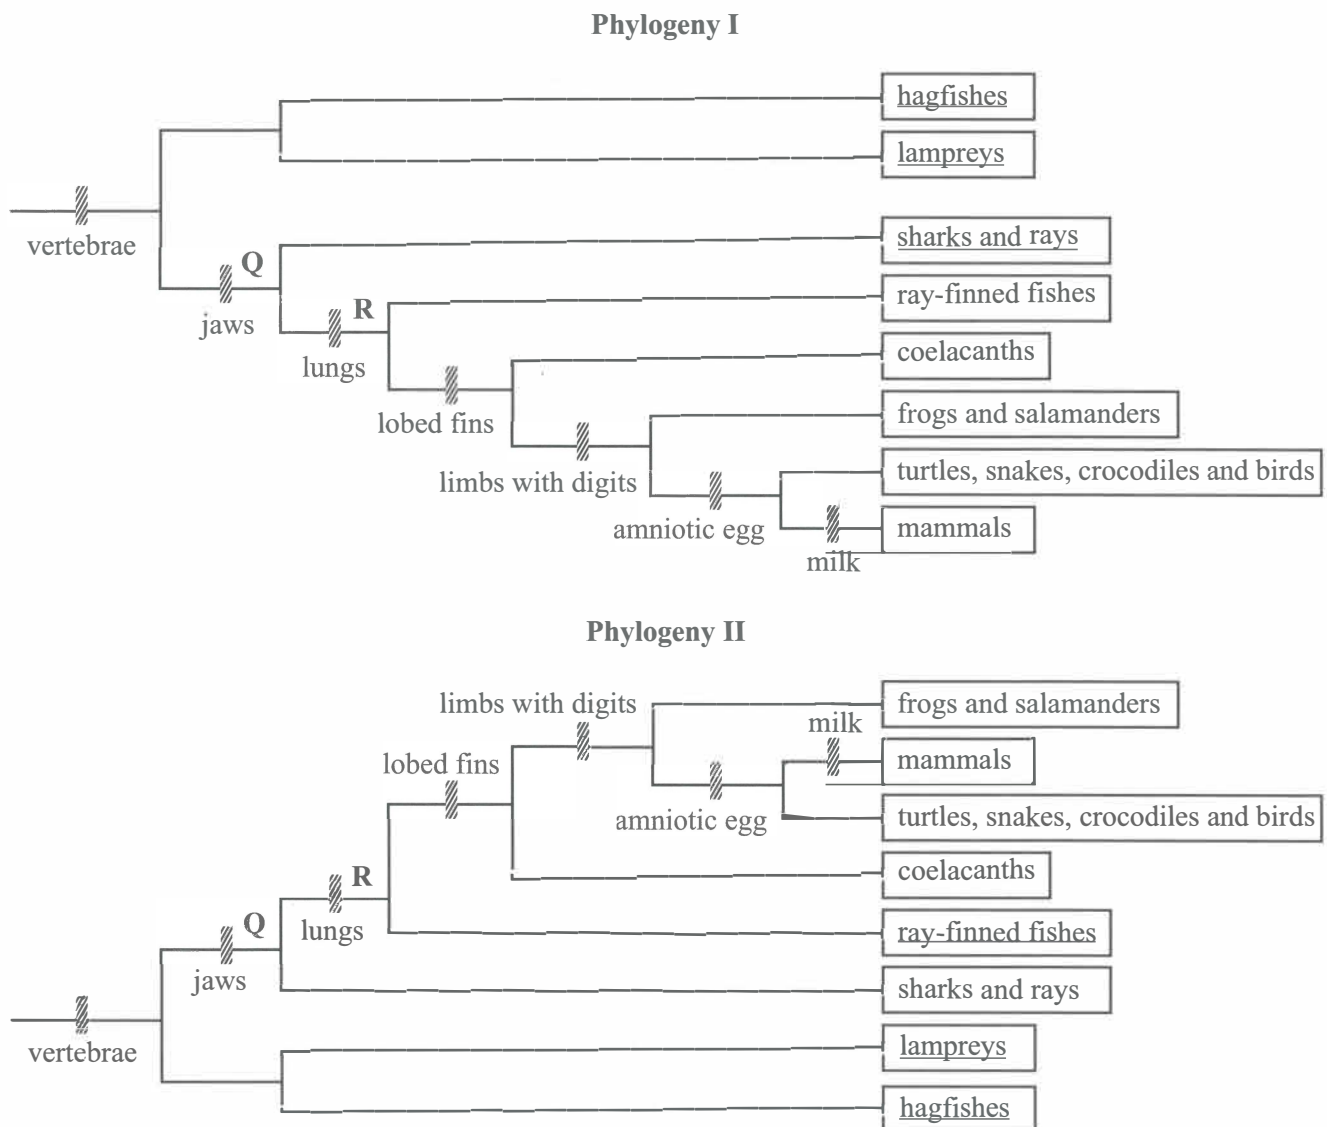 Phylogeny I
hagfishes
lampreys
vertebrae
sharks and rays
Q
jaws
ray-finned fishes
R
lungs
coelacanths
lobed fins
frogs and salamanders
limbs with digits
turtles, snakes, crocodiles and birds
amniotic egg
mammals
milk
Phylogeny II
limbs with digits
frogs and salamanders
milk
lobed fins
mammals
amniotic egg
turtles, snakes, crocodiles and birds
R
coelacanths
Q
lungs
ray-finned fishes
jaws
sharks and rays
vertebrae
lampreys
hagfishes